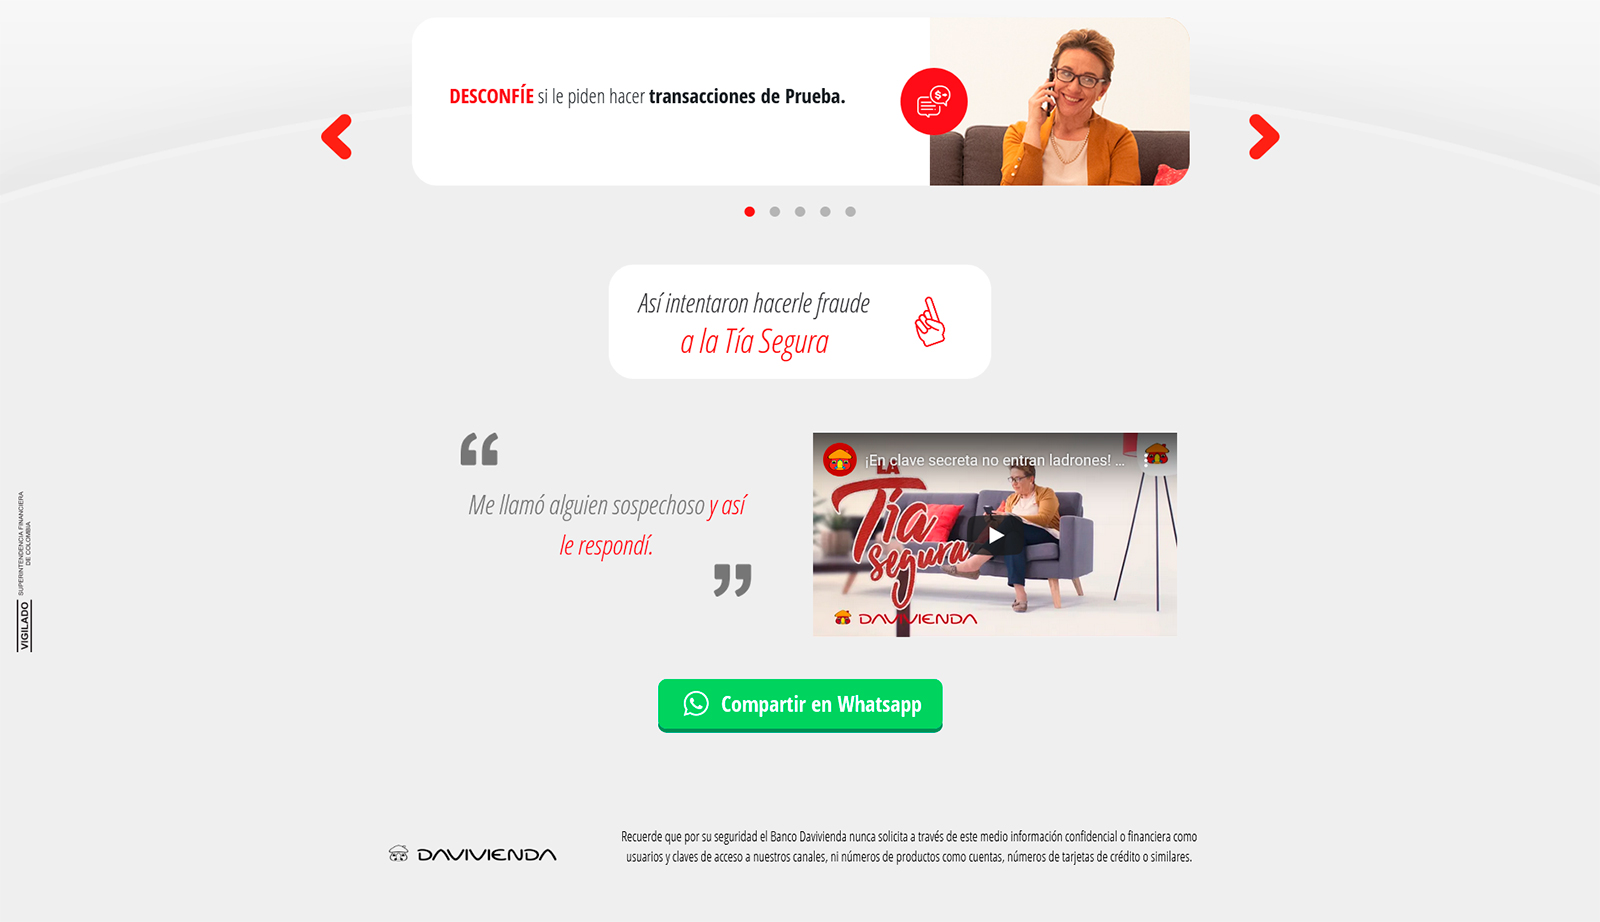 DESCONFÍE si le piden hacer transacciones de Prueba.
Así intentaron hacerle fraude
a la Tía Segura
“
Me llamó alguien sospechoso y así
le respondí.
”
¡En clave secreta no entran ladrones! ...
LA
Tía
segura
DAVIVIENDA
SUPERINTENDENCIA FINANCIERA
DE COLOMBIA
VIGILADO
Compartir en Whatsapp
DAVIVIENDA
Recuerde que por su seguridad el Banco Davivienda nunca solicita a través de este medio información confidencial o financiera como
usuarios y claves de acceso a nuestros canales, ni números de productos como cuentas, números de tarjetas de crédito o similares.